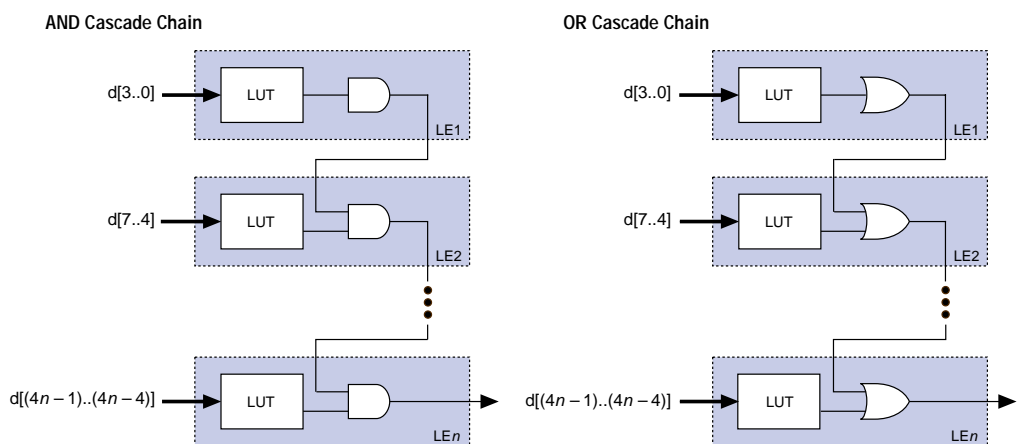 AND Cascade Chain
OR Cascade Chain
d[3..0]
LUT
LE1
d[7..4]
LUT
LE2
d[(4n – 1)..(4n – 4)]
LUT
LEn
d[3..0]
LUT
LE1
d[7..4]
LUT
LE2
d[(4n – 1)..(4n – 4)]
LUT
LEn